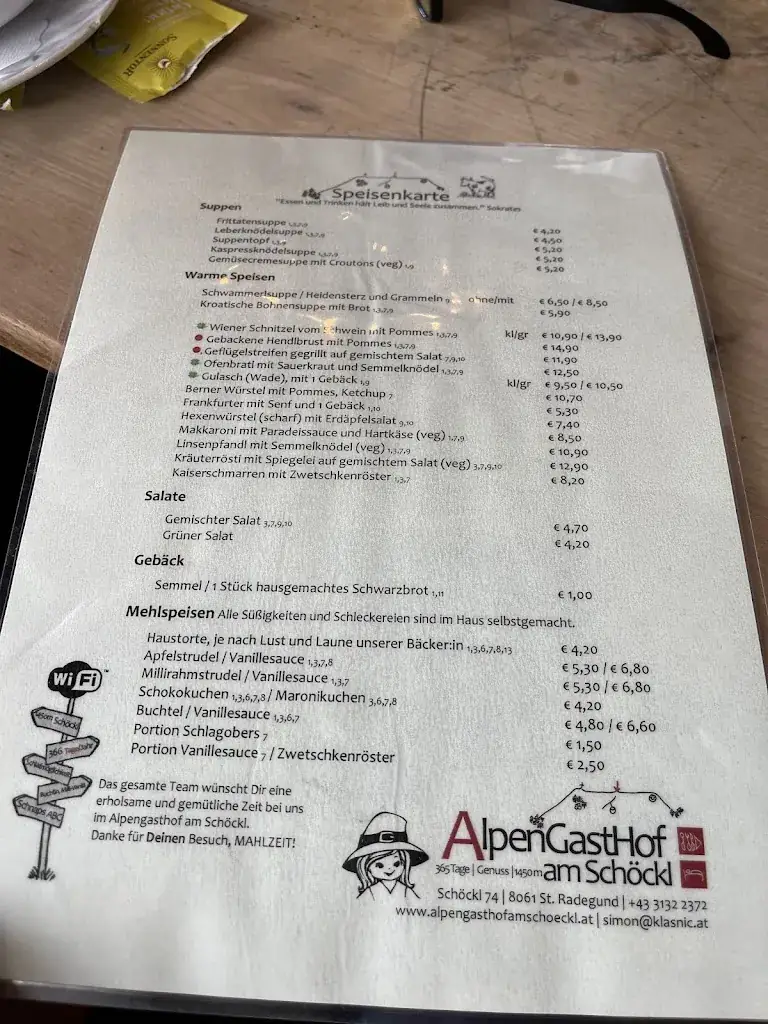 SONNENTOR
Speisenkarte
"Essen und Trinken hält Leib und Seele zusammen." Sokrates
Suppen
Frittatensuppe 1,3,7,9 € 4,20
Leberknödelsuppe 1,3,7,9 € 4,50
Suppentopf 1,3,9 € 5,20
Kaspressknödelsuppe 1,3,7,9 € 5,20
Gemüsecremesuppe mit Croutons (veg) 1,9 € 5,20
Warme Speisen
Schwammerlsuppe / Heidensterz und Grammeln 9 ohne/mit € 6,50 / € 8,50
Kroatische Bohnensuppe mit Brot 1,3,7,9 € 5,90
Wiener Schnitzel vom Schwein mit Pommes 1,3,7,9 kl/gr € 10,90 / € 13,90
Gebackene Hendlbrust mit Pommes 1,3,7,9 € 14,90
Geflügelstreifen gegrillt auf gemischtem Salat 7,9,10 € 11,90
Ofenbratl mit Sauerkraut und Semmelknödel 1,3,7,9 € 12,50
Gulasch (Wade), mit 1 Gebäck 1,9 kl/gr € 9,50 / € 10,50
Berner Würstel mit Pommes, Ketchup 7 € 10,70
Frankfurter mit Senf und 1 Gebäck 1,10 € 5,30
Hexenwürstel (scharf) mit Erdäpfelsalat 9,10 € 7,40
Makkaroni mit Paradeissauce und Hartkäse (veg) 1,7,9 € 8,50
Linsenpfandl mit Semmelknödel (veg) 1,3,7,9 € 10,90
Kräuterrösti mit Spiegelei auf gemischtem Salat (veg) 3,7,9,10 € 12,90
Kaiserschmarren mit Zwetschkenröster 1,3,7 € 8,20
Salate
Gemischter Salat 3,7,9,10 € 4,70
Grüner Salat € 4,20
Gebäck
Semmel / 1 Stück hausgemachtes Schwarzbrot 1,11 € 1,00
Mehlspeisen Alle Süßigkeiten und Schleckereien sind im Haus selbstgemacht.
Haustorte, je nach Lust und Laune unserer Bäcker:in 1,3,6,7,8,13 € 4,20
Apfelstrudel / Vanillesauce 1,3,7,8 € 5,30 / € 6,80
Millirahmstrudel / Vanillesauce 1,3,7 € 5,30 / € 6,80
Schokokuchen 1,3,6,7,8 / Maronikuchen 3,6,7,8 € 4,20
Buchtel / Vanillesauce 1,3,6,7 € 4,80 / € 6,60
Portion Schlagobers 7 € 1,50
Portion Vanillesauce 7 / Zwetschkenröster € 2,50
WiFi
Schöckl
Schnaps ABC
Das gesamte Team wünscht Dir eine
erholsame und gemütliche Zeit bei uns
im Alpengasthof am Schöckl.
Danke für Deinen Besuch, MAHLZEIT!
AlpenGastHof
365 Tage | Genuss | 1450m am Schöckl
Schöckl 74 | 8061 St. Radegund | +43 3132 2372
www.alpengasthofamschoeckl.at | simon@klasnic.at